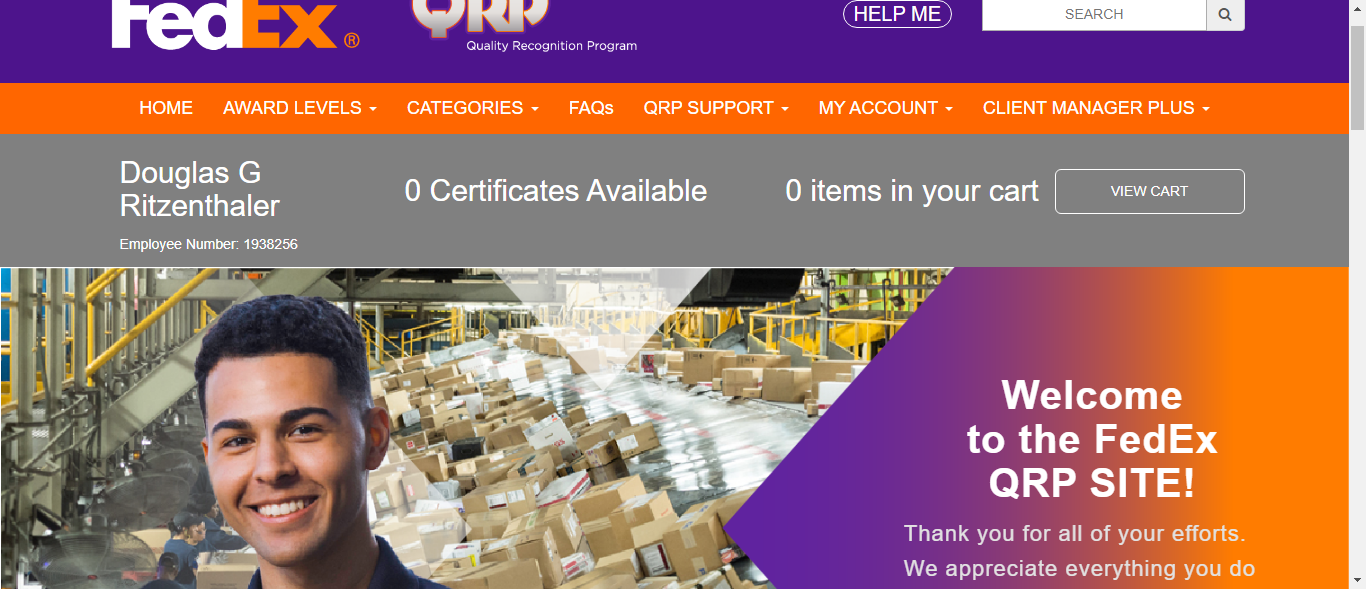 FedEx®
QRP
Quality Recognition Program
HELP ME
SEARCH
HOME AWARD LEVELS CATEGORIES FAQs QRP SUPPORT MY ACCOUNT CLIENT MANAGER PLUS
Douglas G
Ritzenthaler
Employee Number: 1938256
0 Certificates Available
0 items in your cart
VIEW CART
Welcome
to the FedEx
QRP SITE!
Thank you for all of your efforts.
We appreciate everything you do